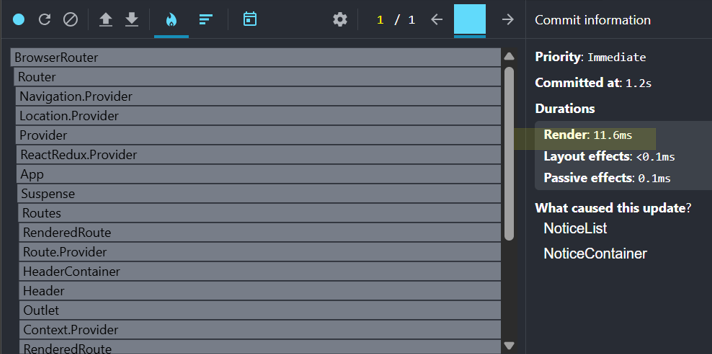 1 / 1
BrowserRouter
Router
Navigation.Provider
Location.Provider
Provider
ReactRedux.Provider
App
Suspense
Routes
RenderedRoute
Route.Provider
HeaderContainer
Header
Outlet
Context.Provider
RenderedRoute
Commit information
Priority: Immediate
Committed at: 1.2s
Durations
Render: 11.6ms
Layout effects: <0.1ms
Passive effects: 0.1ms
What caused this update?
NoticeList
NoticeContainer